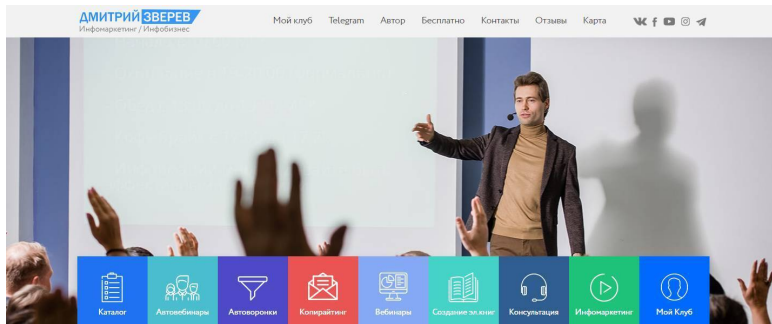 ДМИТРИЙ ЗВЕРЕВ
Инфомаркетинг / Инфобизнес
Мой клуб Telegram Автор Бесплатно Контакты Отзывы Карта
Каталог Автовебинары Автоворонки Копирайтинг Вебинары Создание эл.книг Консультация Инфомаркетинг Мой Клуб